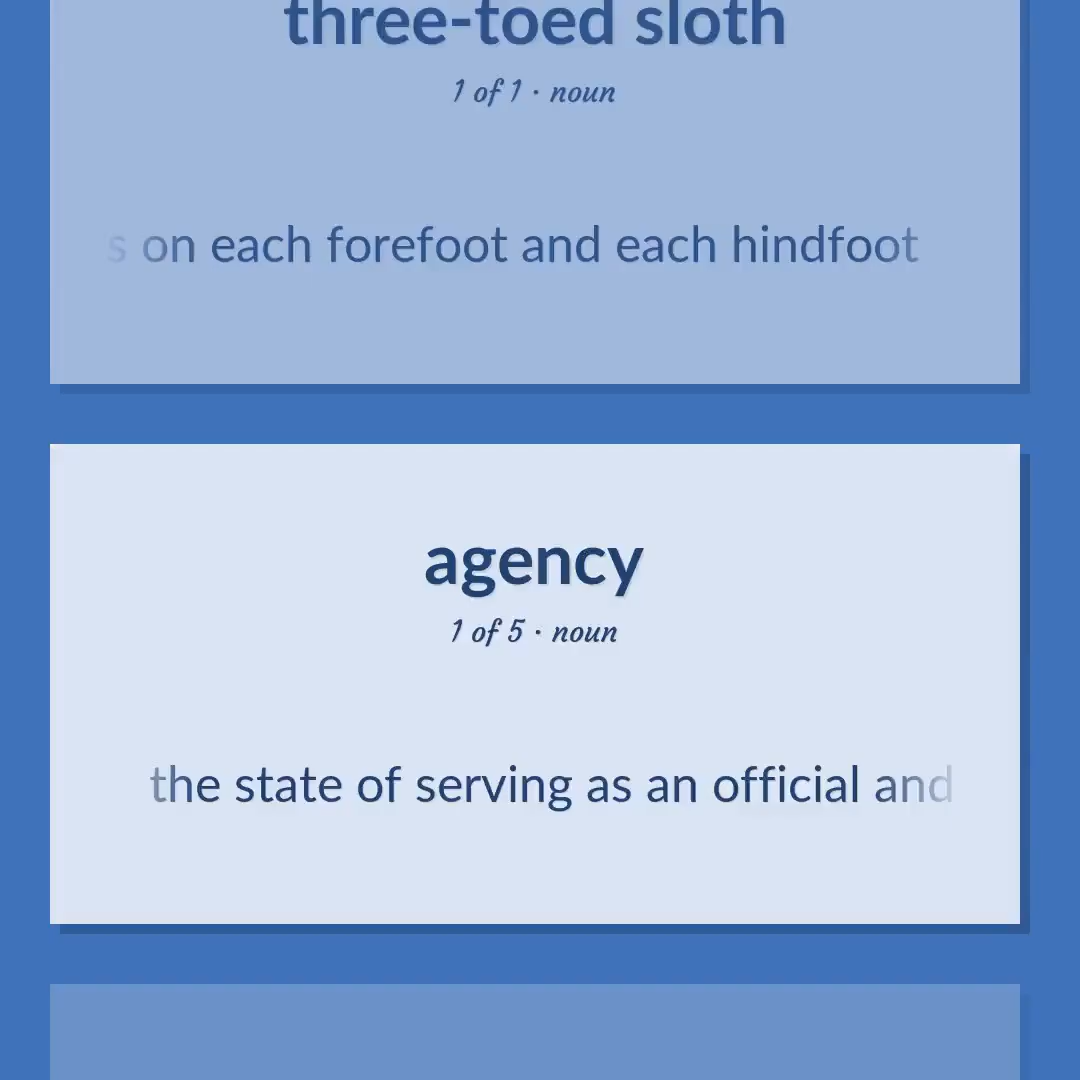 three-toed sloth
1 of 1 · noun
s on each forefoot and each hindfoot
agency
1 of 5 · noun
the state of serving as an official and